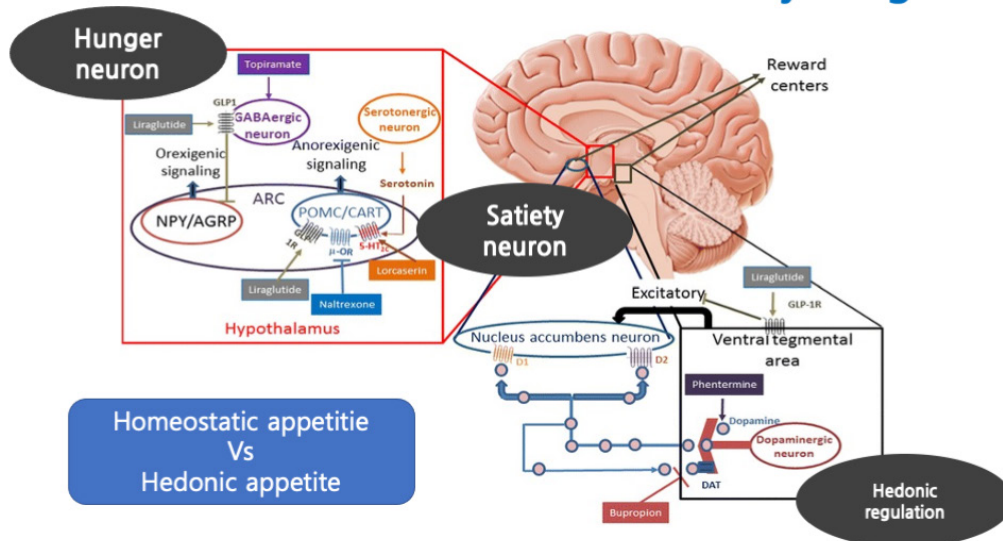 Hunger
neuron
Topiramate
GLP1
Liraglutide
GABAergic
neuron
Serotonergic
neuron
Orexigenic
signaling
Anorexigenic
signaling
Serotonin
ARC
NPY/AGRP
POMC/CART
GLP
1R
μ-OR
5-HT2C
Lorcaserin
Liraglutide
Naltrexone
Hypothalamus
Reward
centers
Satiety
neuron
Liraglutide
Excitatory
GLP-1R
Nucleus accumbens neuron
D1
D2
Ventral tegmental
area
Phentermine
Dopamine
Dopaminergic
neuron
DAT
Bupropion
Homeostatic appetitie
Vs
Hedonic appetite
Hedonic
regulation